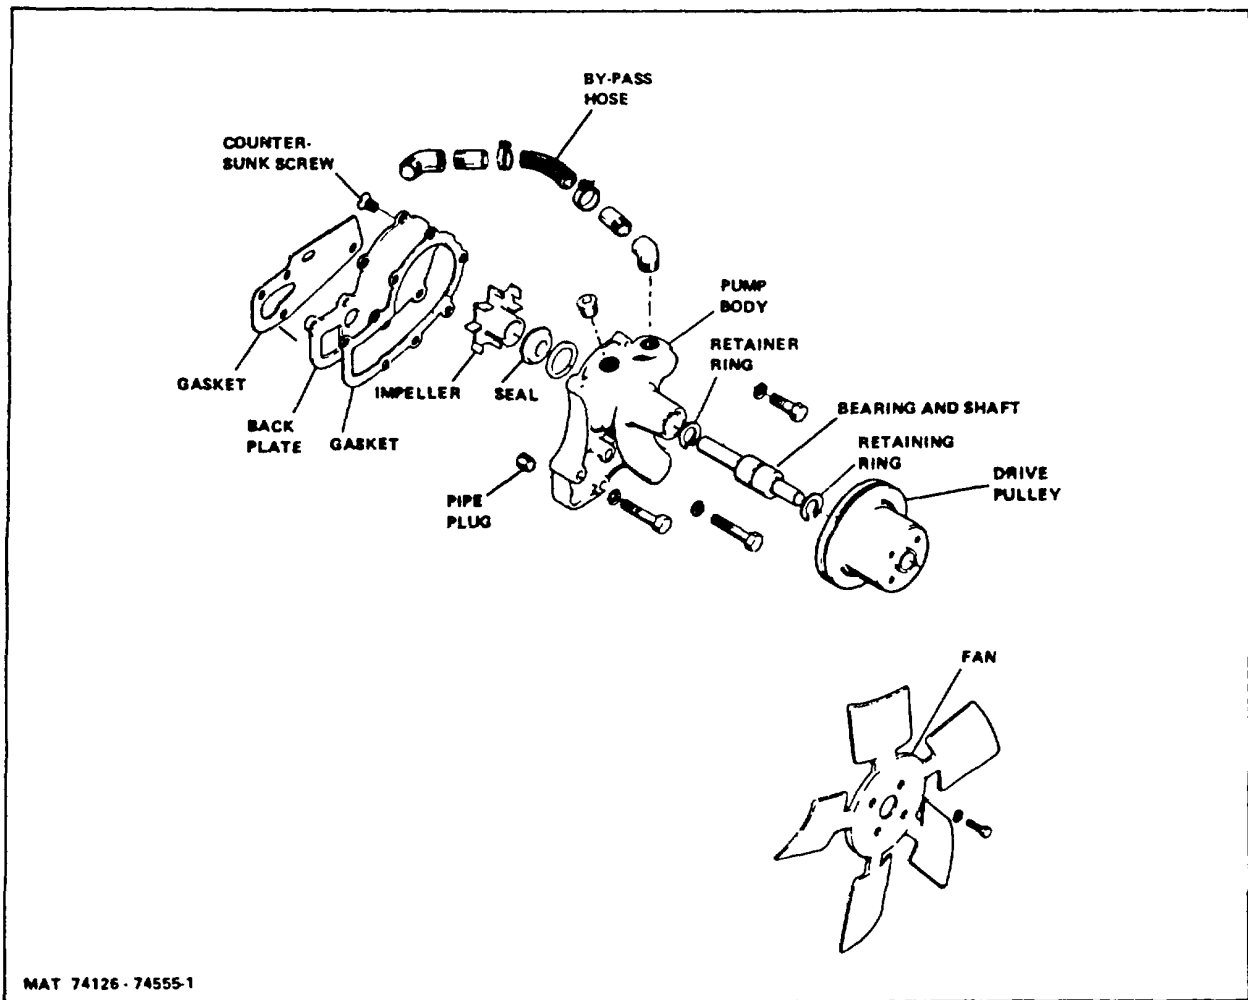 BY-PASS
HOSE
COUNTER-
SUNK SCREW
PUMP
BODY
RETAINER
RING
GASKET
IMPELLER
SEAL
BEARING AND SHAFT
BACK
PLATE
GASKET
RETAINING
RING
DRIVE
PULLEY
PIPE
PLUG
FAN
MAT 74126 - 74555-1